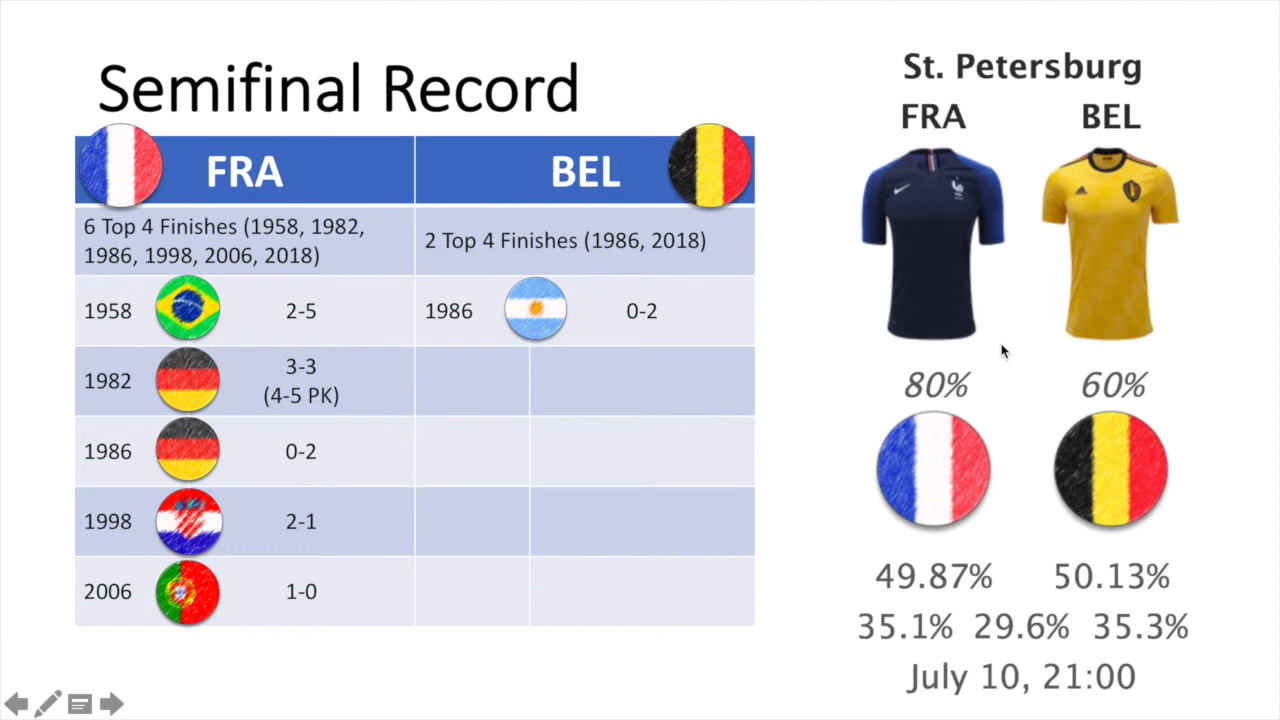 Semifinal Record
FRA
BEL
6 Top 4 Finishes (1958, 1982,
1986, 1998, 2006, 2018)
2 Top 4 Finishes (1986, 2018)
1958 2-5
1986 0-2
1982 3-3
(4-5 PK)
1986 0-2
1998 2-1
2006 1-0
St. Petersburg
FRA BEL
80% 60%
49.87% 50.13%
35.1% 29.6% 35.3%
July 10, 21:00